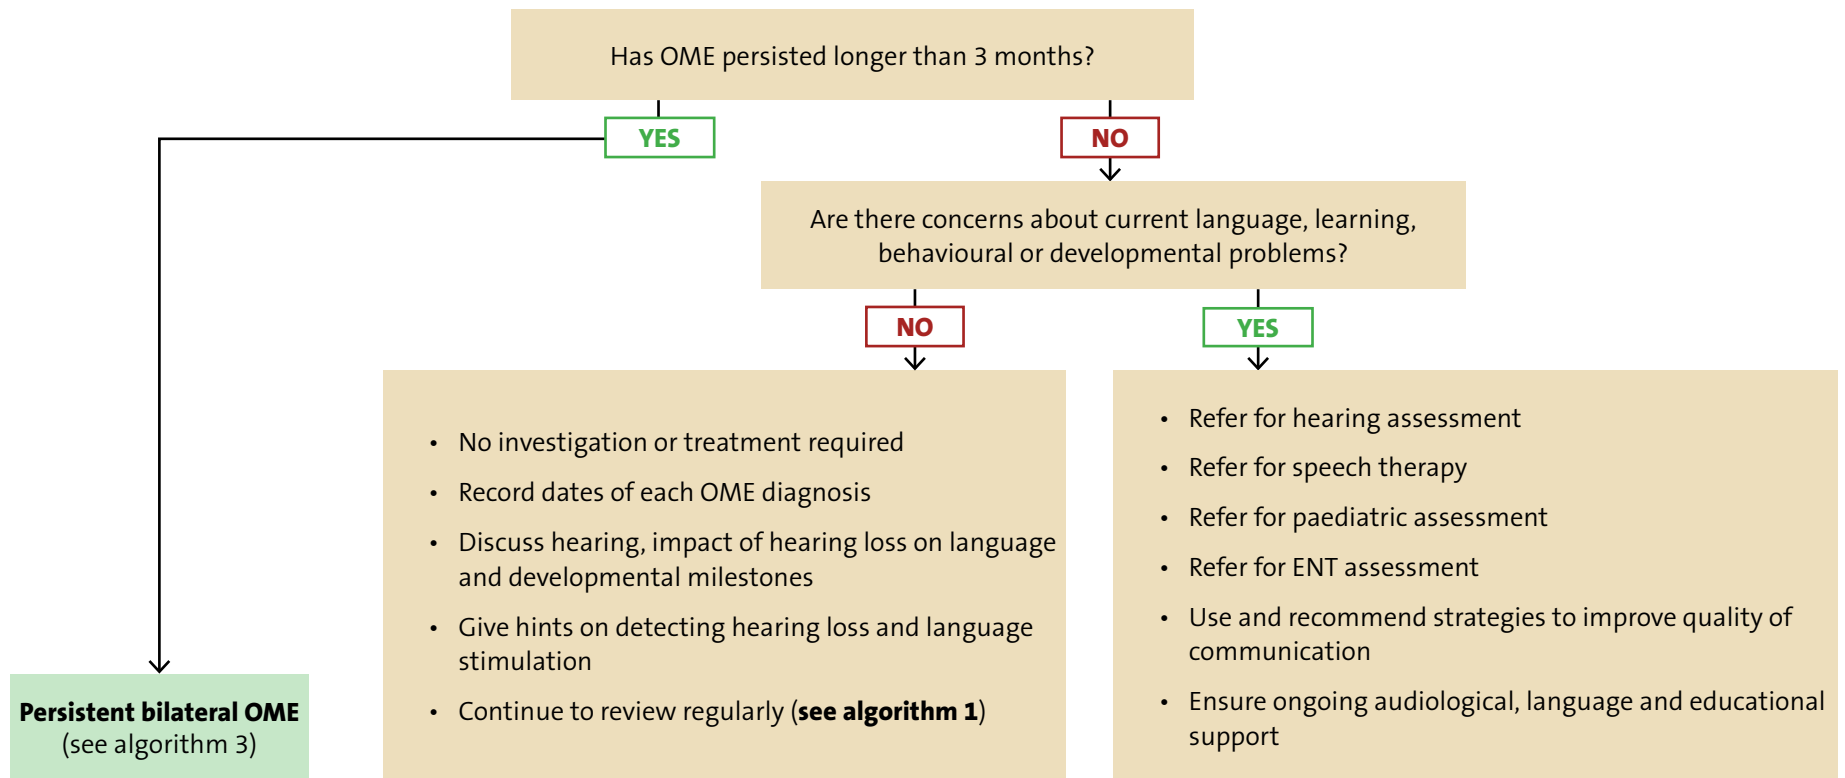 Has OME persisted longer than 3 months?
YES
NO
Are there concerns about current language, learning,
behavioural or developmental problems?
NO
YES
• No investigation or treatment required
• Record dates of each OME diagnosis
• Discuss hearing, impact of hearing loss on language
and developmental milestones
• Give hints on detecting hearing loss and language
stimulation
• Continue to review regularly (see algorithm 1)
• Refer for hearing assessment
• Refer for speech therapy
• Refer for paediatric assessment
• Refer for ENT assessment
• Use and recommend strategies to improve quality of
communication
• Ensure ongoing audiological, language and educational
support
Persistent bilateral OME
(see algorithm 3)